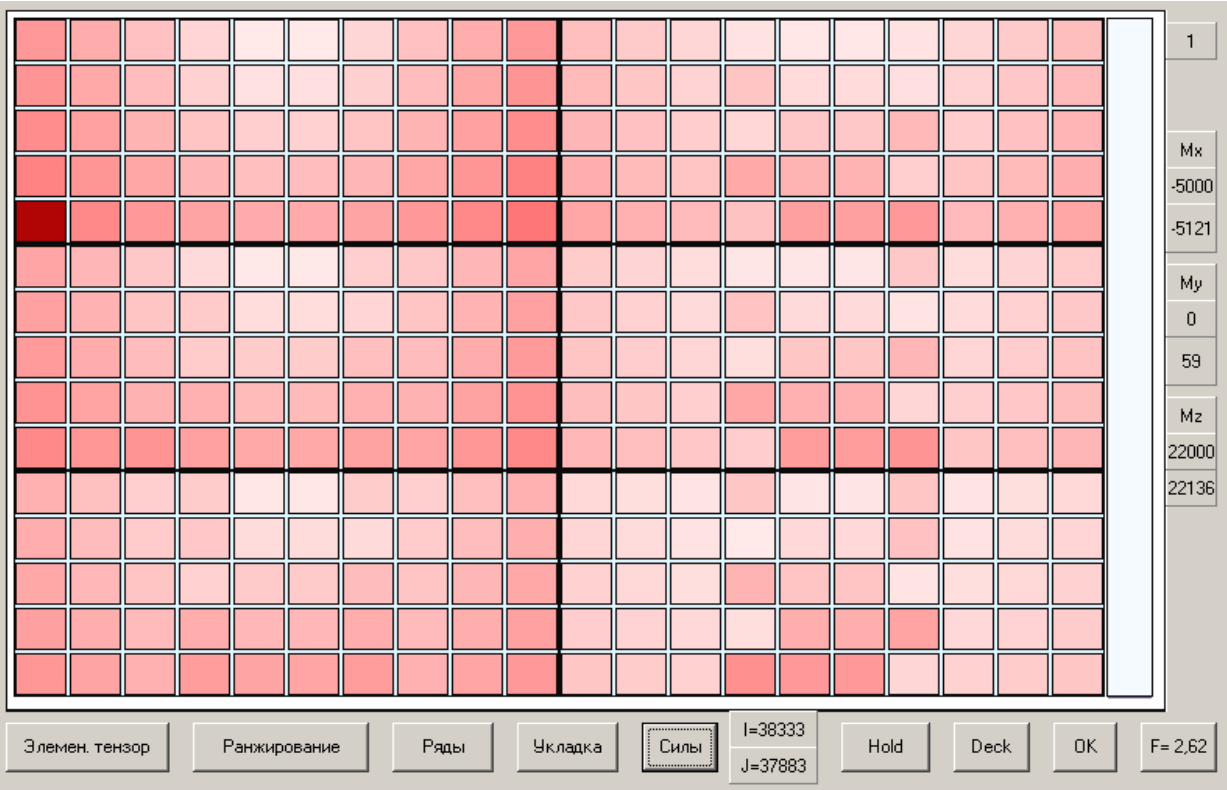 1
Mx
-5000
-5121
My
0
59
Mz
22000
22136
Элемен. тензор
Ранжирование
Ряды
Укладка
Силы
I=38333
J=37883
Hold
Deck
OK
F= 2,62